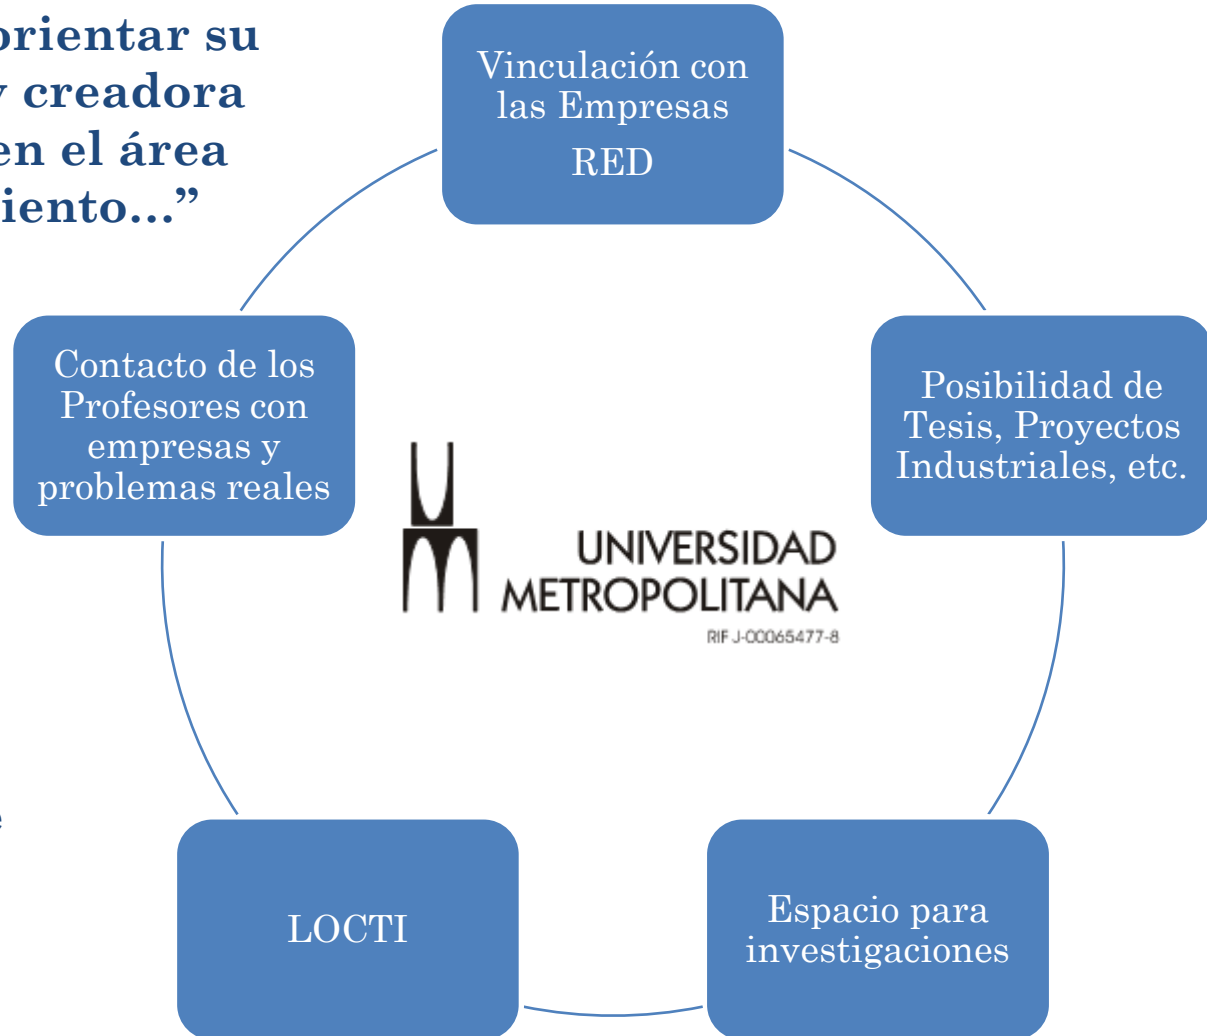 orientar su
creadora
en el área
iento...”
Vinculación con
las Empresas
RED
Contacto de los
Profesores con
empresas y
problemas reales
Posibilidad de
Tesis, Proyectos
Industriales, etc.
UNIVERSIDAD
METROPOLITANA
RIF J-00065477-8
LOCTI
Espacio para
investigaciones